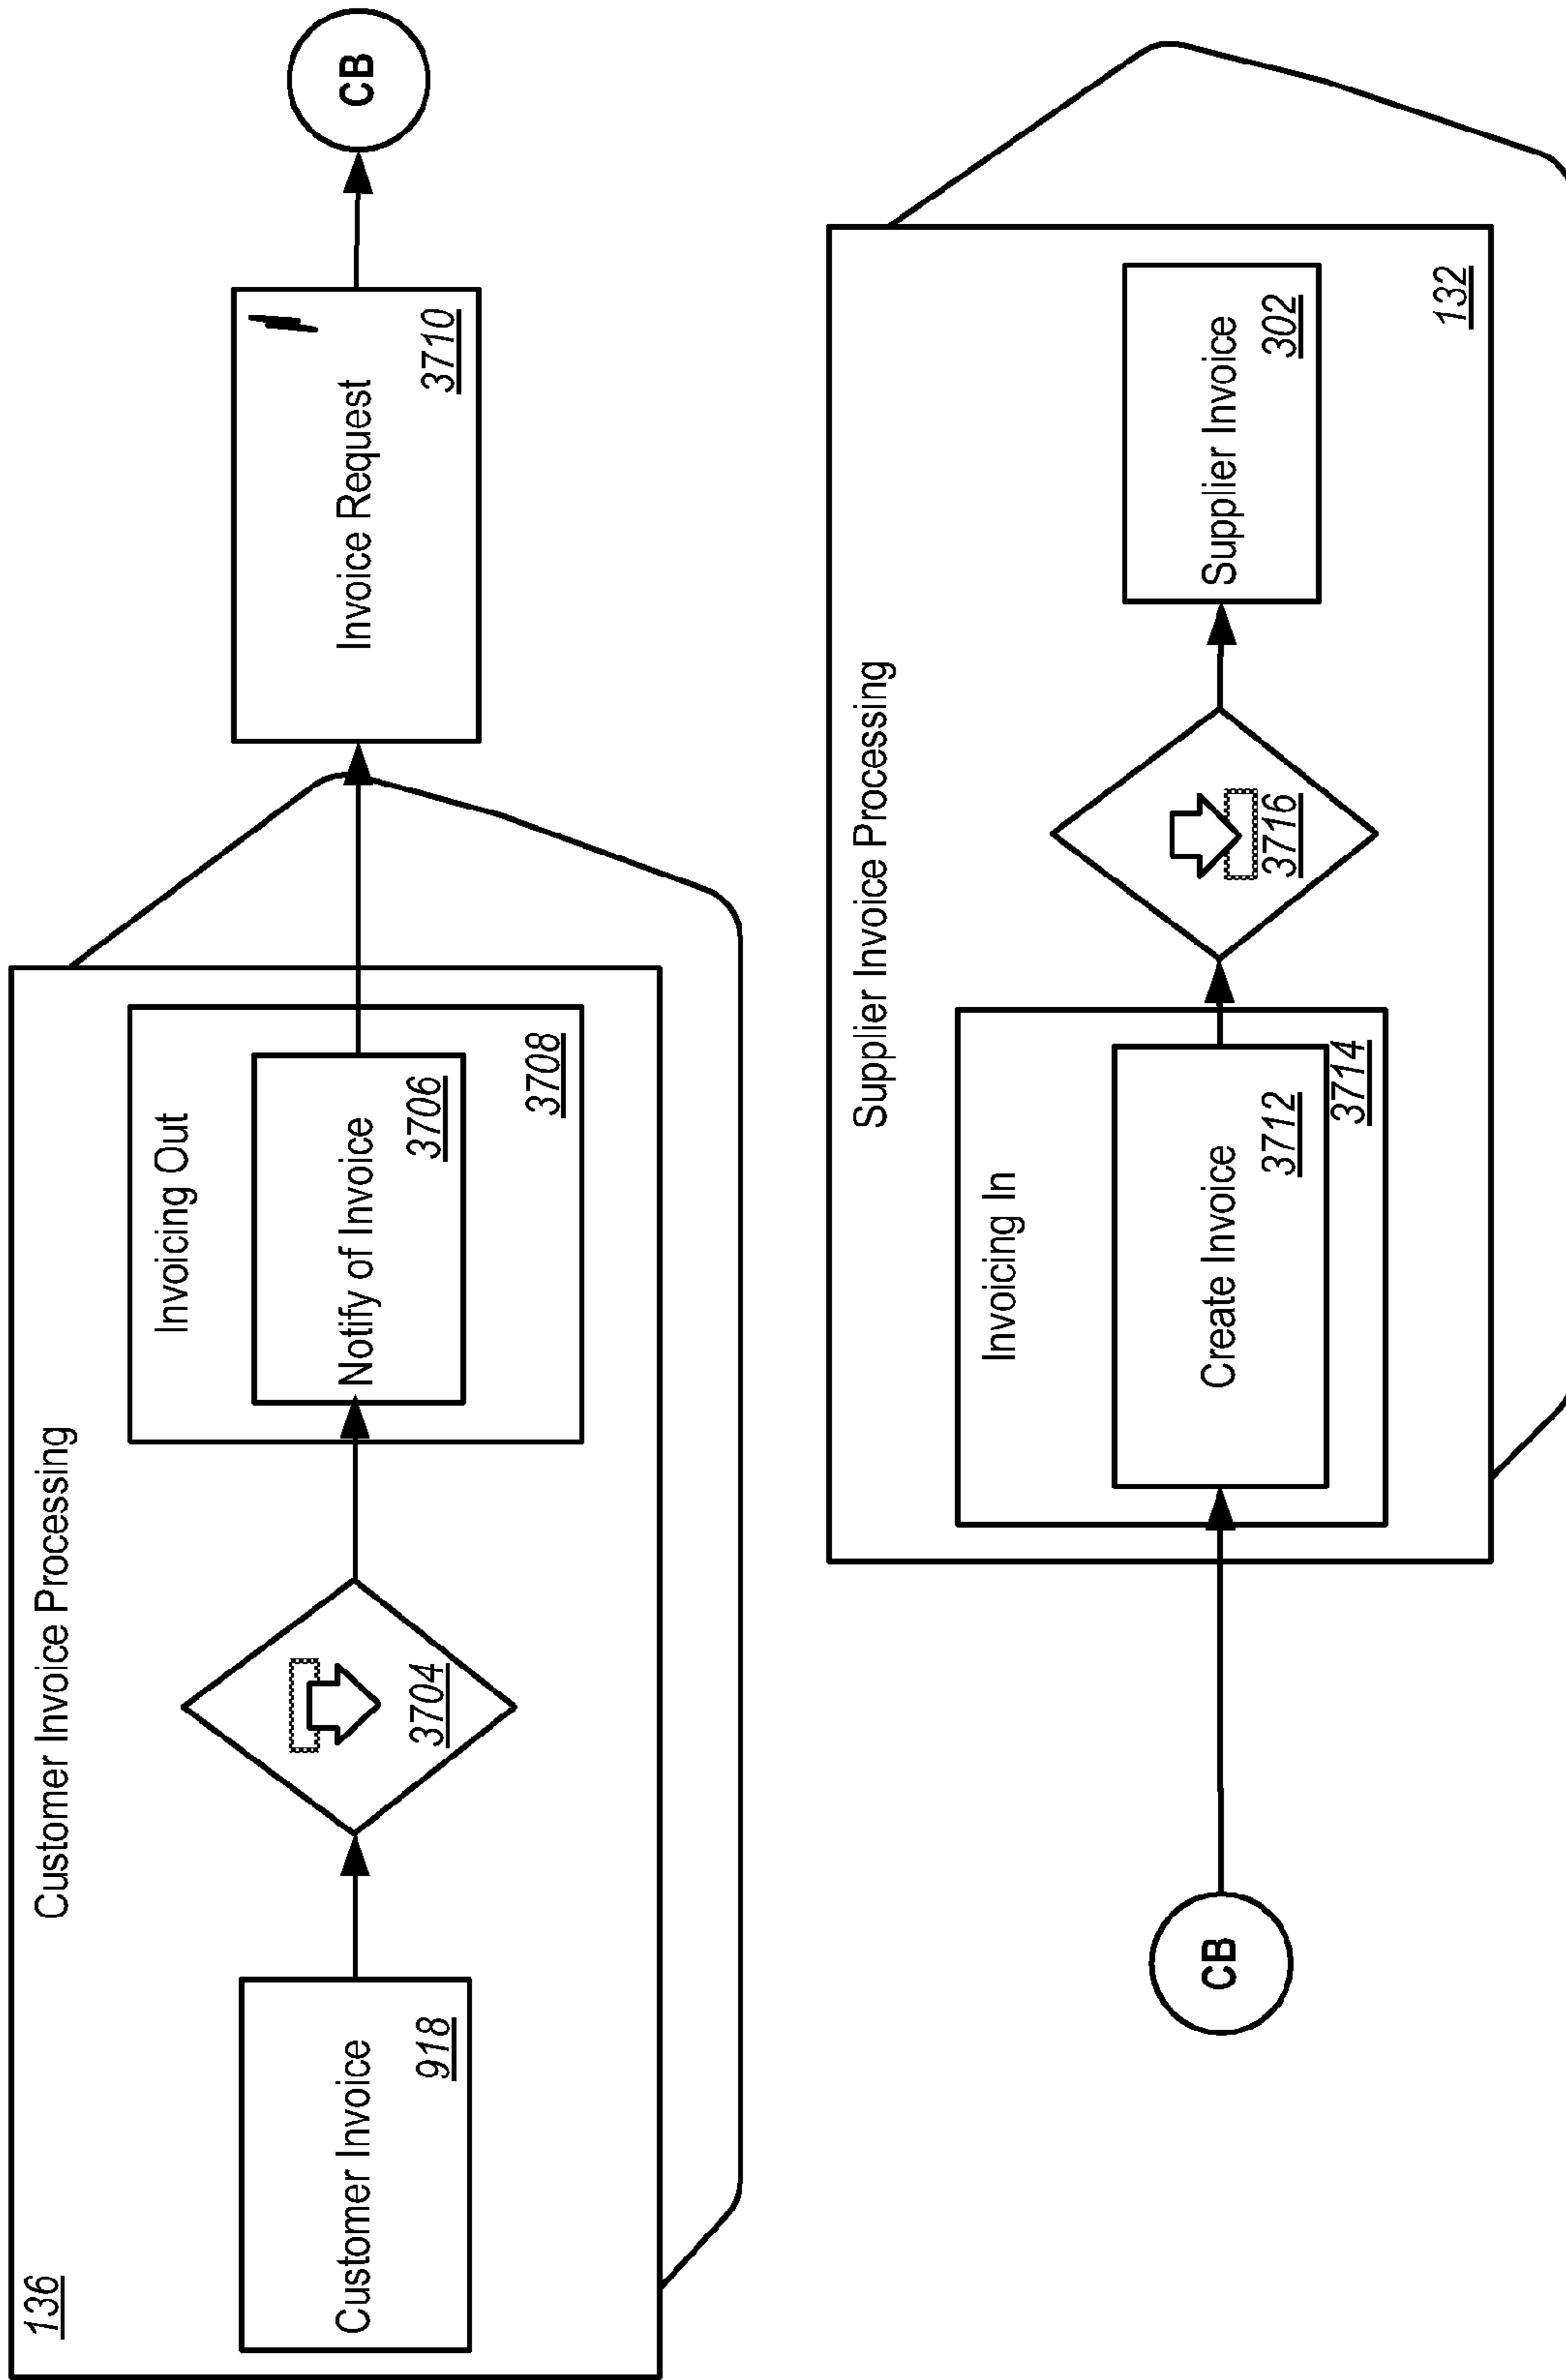 136
Customer Invoice Processing
Customer Invoice
918
3704
Invoicing Out
Notify of Invoice
3706
3708
Invoice Request
3710
CB
Supplier Invoice Processing
CB
Invoicing In
Create Invoice
3712
3714
3716
Supplier Invoice
302
132